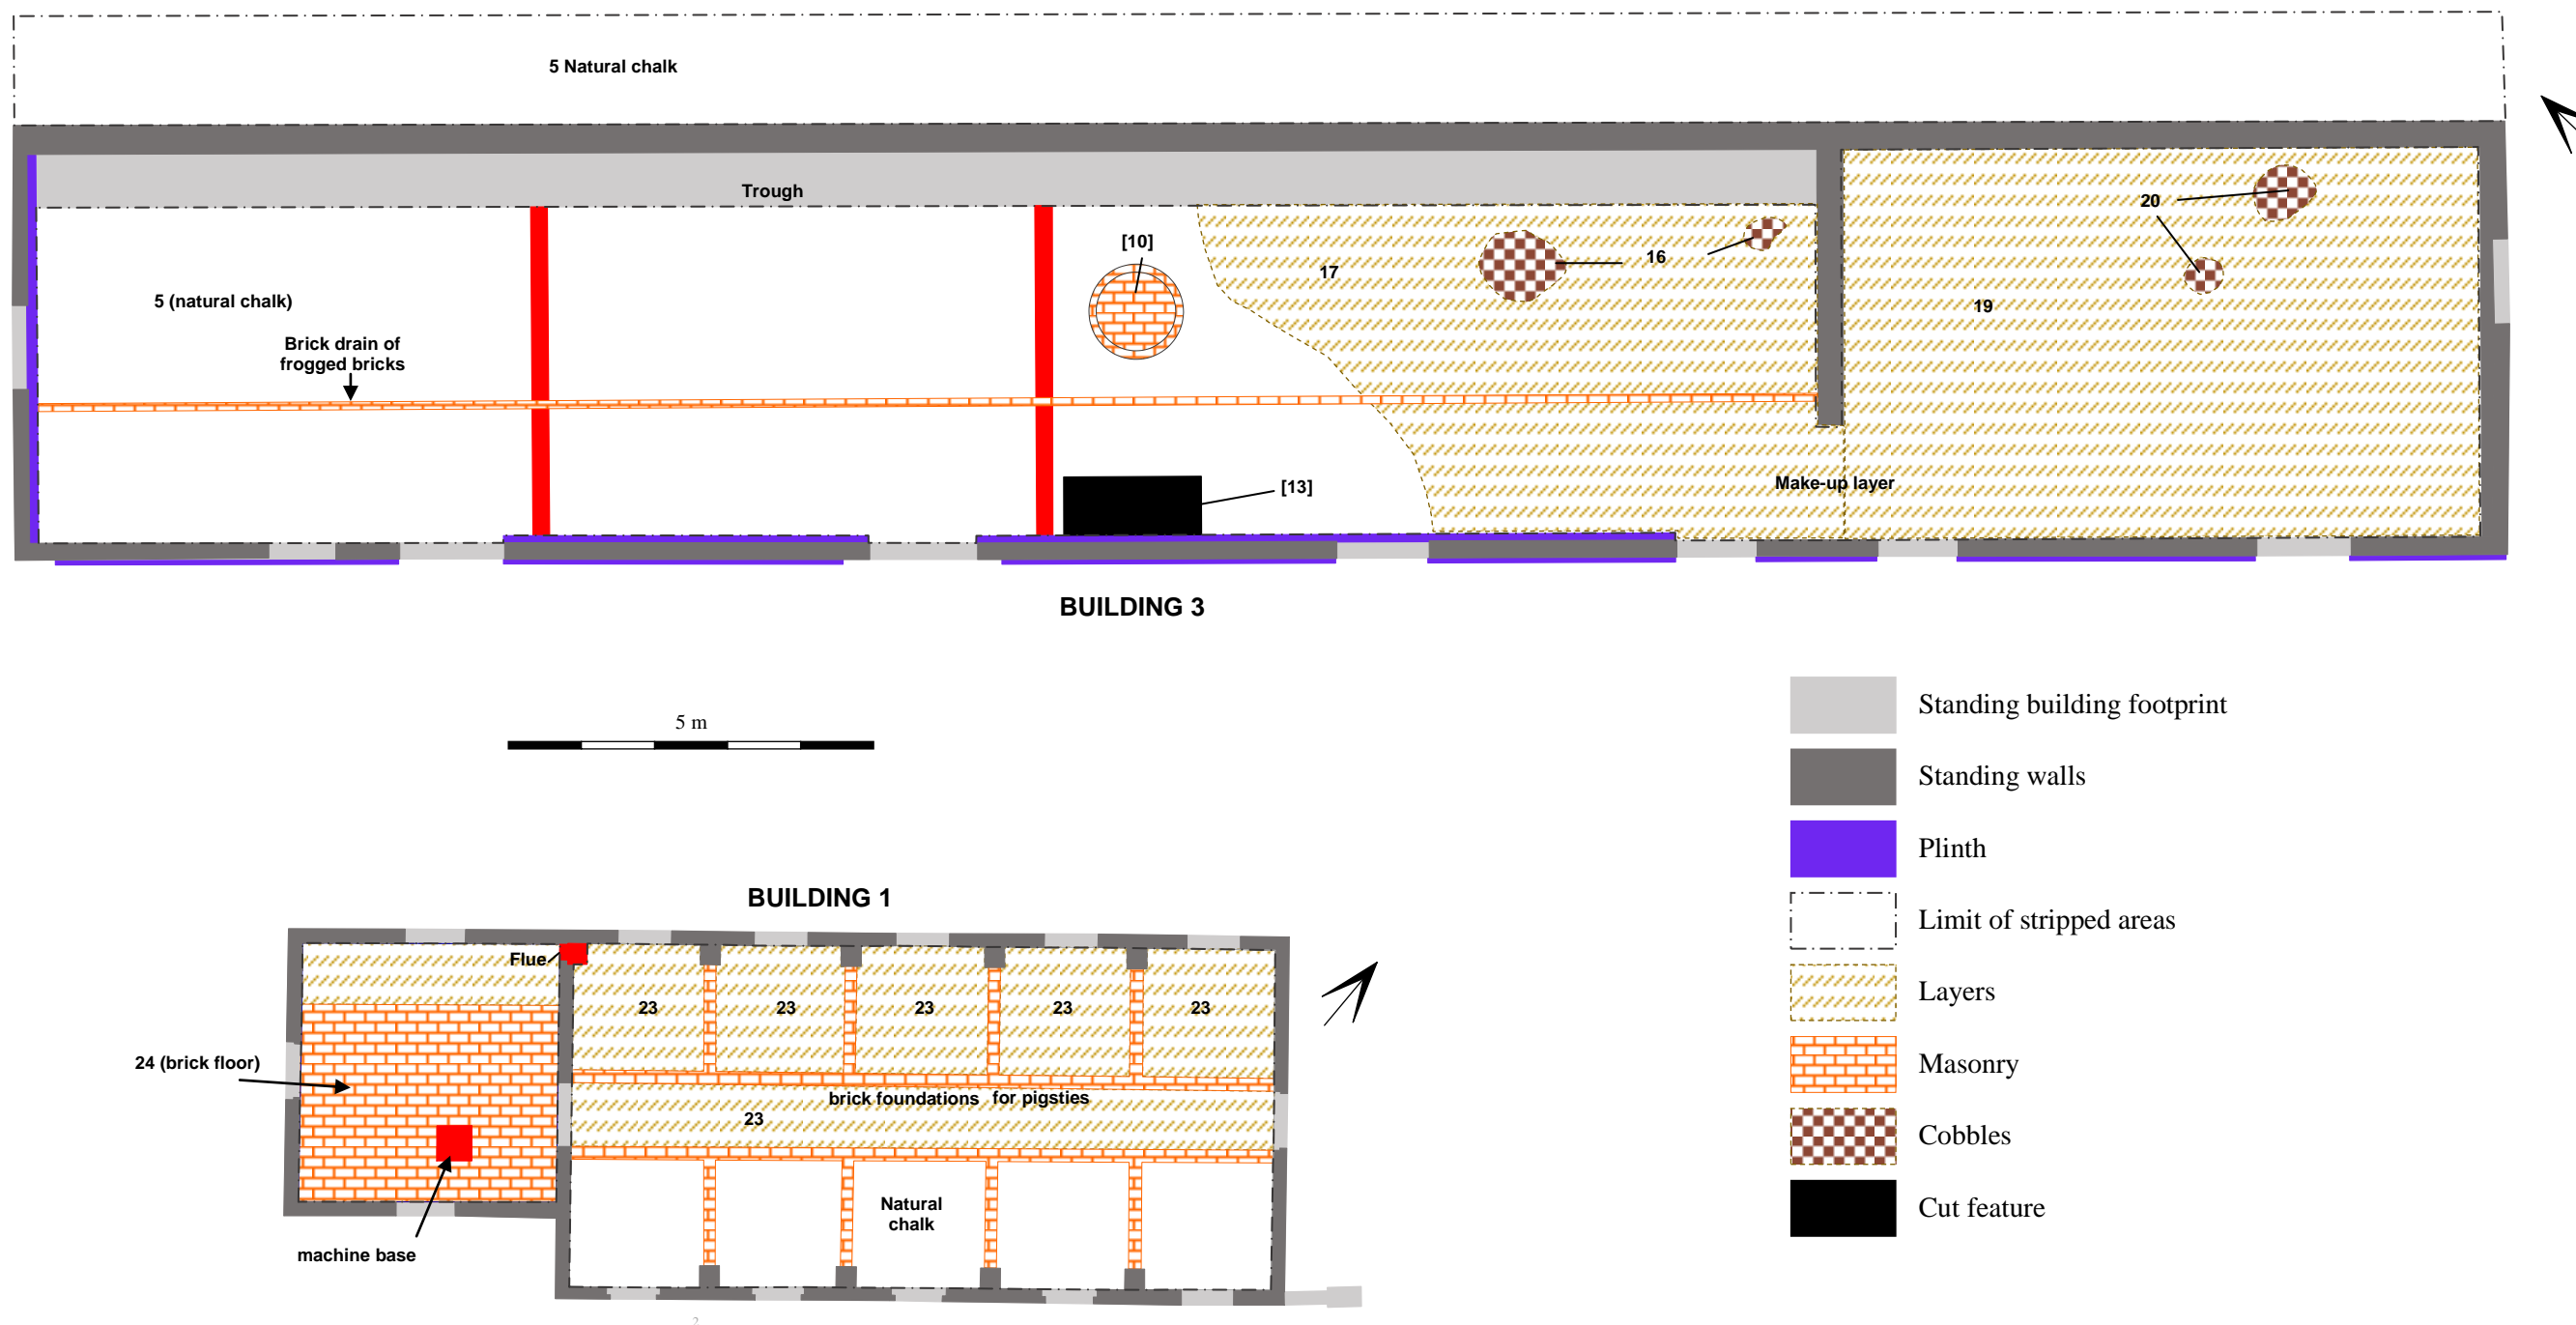 5 Natural chalk
Trough
[10]
20
16
17
5 (natural chalk)
19
Brick drain of
frogged bricks
Make-up layer
[13]
BUILDING 3
5 m
Standing building footprint
Standing walls
Plinth
Limit of stripped areas
Layers
Masonry
Cobbles
Cut feature
BUILDING 1
Flue
23
23
23
23
23
24 (brick floor)
brick foundations for pigsties
23
Natural
chalk
machine base
2